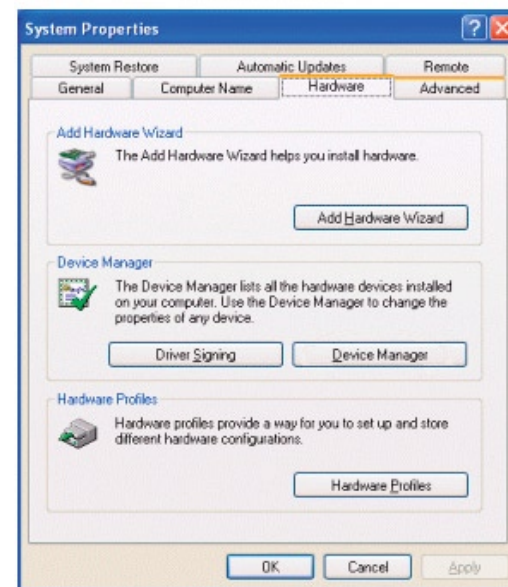 System Properties
System Restore Automatic Updates Remote
General Computer Name Hardware Advanced
Add Hardware Wizard
The Add Hardware Wizard helps you install hardware.
Add Hardware Wizard
Device Manager
The Device Manager lists all the hardware devices installed
on your computer. Use the Device Manager to change the
properties of any device.
Driver Signing Device Manager
Hardware Profiles
Hardware profiles provide a way for you to set up and store
different hardware configurations.
Hardware Profiles
OK Cancel Apply